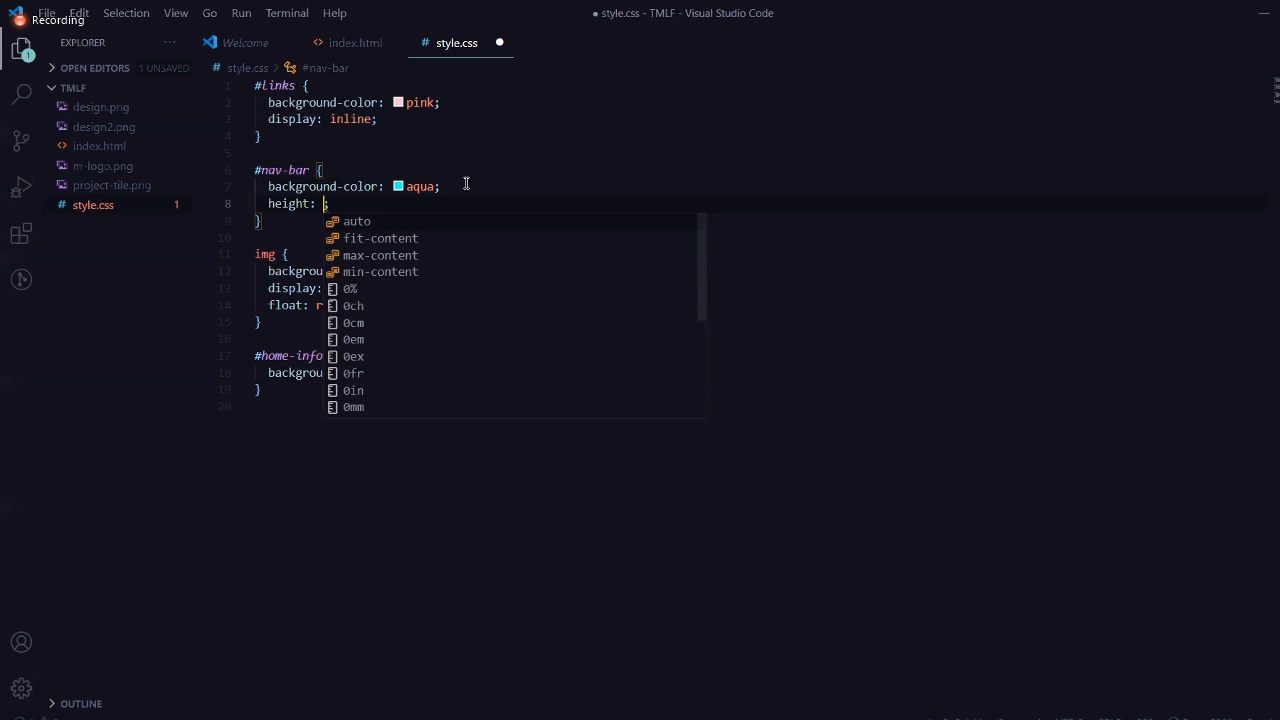 Recording
File Edit Selection View Go Run Terminal Help
● style.css - TMLF - Visual Studio Code
EXPLORER ···
Welcome
<> index.html
# style.css ●
OPEN EDITORS 1 UNSAVED
# style.css > #nav-bar
TMLF
design.png
design2.png
<> index.html
m-logo.png
project-tile.png
# style.css 1
1 #links {
2 background-color: pink;
3 display: inline;
4 }
5
6 #nav-bar {
7 background-color: aqua;
8 height: ;
9 }
10
11 img {
12 backgrou
13 display:
14 float: r
15 }
16
17 #home-info
18 backgrou
19 }
20
auto
fit-content
max-content
min-content
0%
0ch
0cm
0em
0ex
0fr
0in
0mm
1
OUTLINE